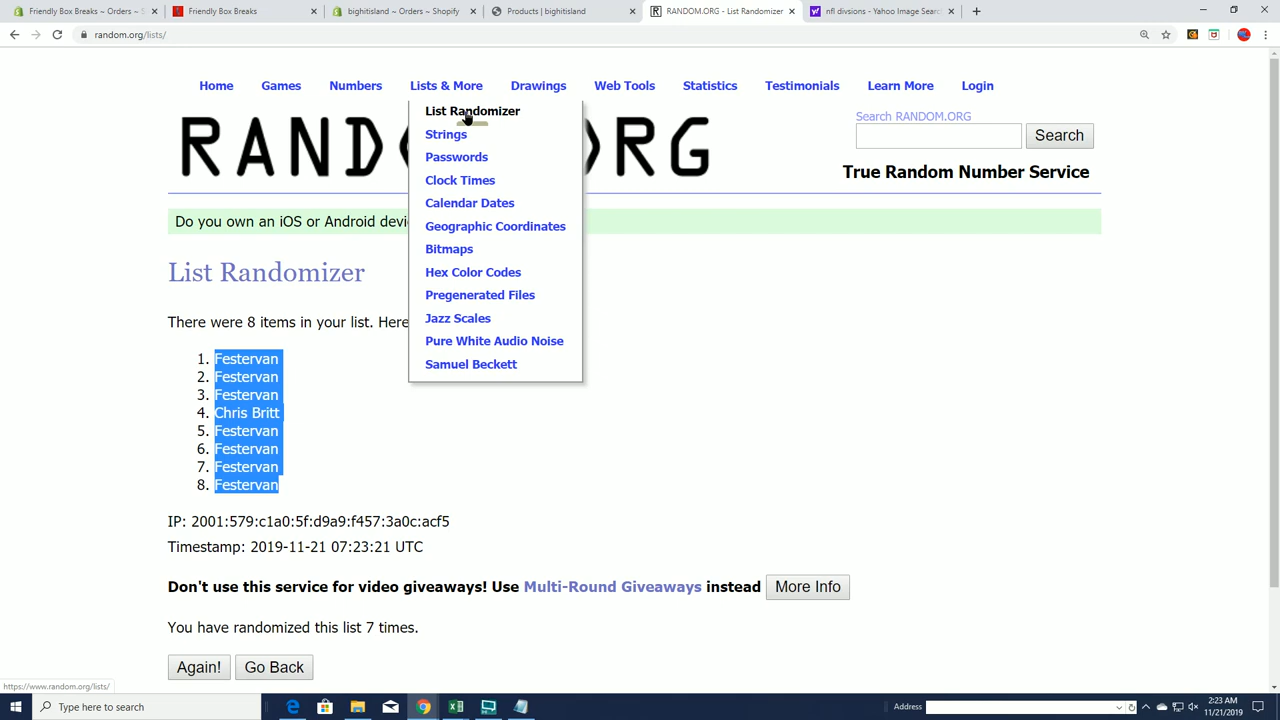 Friendly Box Breaks ~ Orders ~ S
Friendly Box Breaks
bighitisland ~ Orders ~ Shopify
Products | bighitisland
RANDOM.ORG - List Randomizer
nfl divsions - Yahoo Image Searc
random.org/lists/
Home Games Numbers Lists & More Drawings Web Tools Statistics Testimonials Learn More Login
List Randomizer
Strings
Passwords
Clock Times
Calendar Dates
Geographic Coordinates
Bitmaps
Hex Color Codes
Pregenerated Files
Jazz Scales
Pure White Audio Noise
Samuel Beckett
Search RANDOM.ORG
Search
True Random Number Service
Do you own an iOS or Android devi
List Randomizer
There were 8 items in your list. Here
1. Festervan
2. Festervan
3. Festervan
4. Chris Britt
5. Festervan
6. Festervan
7. Festervan
8. Festervan
IP: 2001:579:c1a0:5f:d9a9:f457:3a0c:acf5
Timestamp: 2019-11-21 07:23:21 UTC
Don't use this service for video giveaways! Use Multi-Round Giveaways instead More Info
You have randomized this list 7 times.
Again! Go Back
https://www.random.org/lists/
Type here to search
Address
2:23 AM
11/21/2019